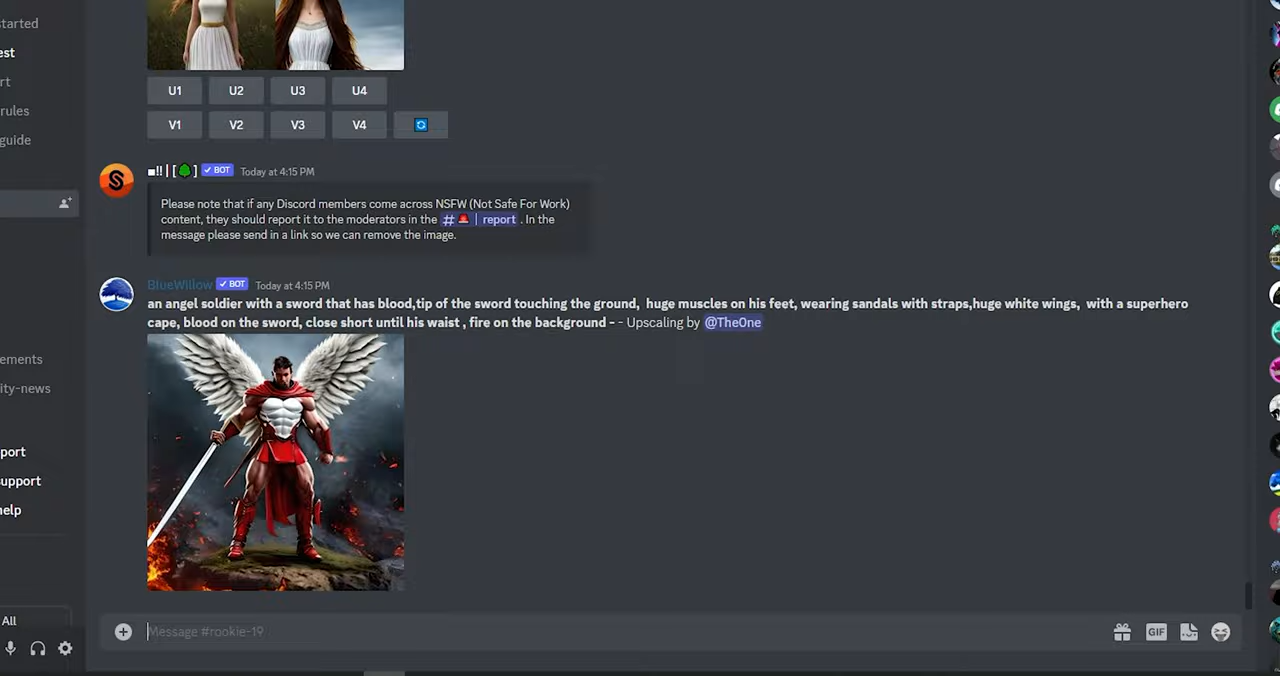 started
est
rt
rules
guide
ements
ity-news
port
support
help
All
U1 U2 U3 U4
V1 V2 V3 V4
!! | [ ] BOT Today at 4:15 PM
Please note that if any Discord members come across NSFW (Not Safe For Work)
content, they should report it to the moderators in the # | report . In the
message please send in a link so we can remove the image.
BlueWillow BOT Today at 4:15 PM
an angel soldier with a sword that has blood,tip of the sword touching the ground, huge muscles on his feet, wearing sandals with straps,huge white wings, with a superhero
cape, blood on the sword, close short until his waist , fire on the background - - Upscaling by @TheOne
Message #rookie-19
GIF